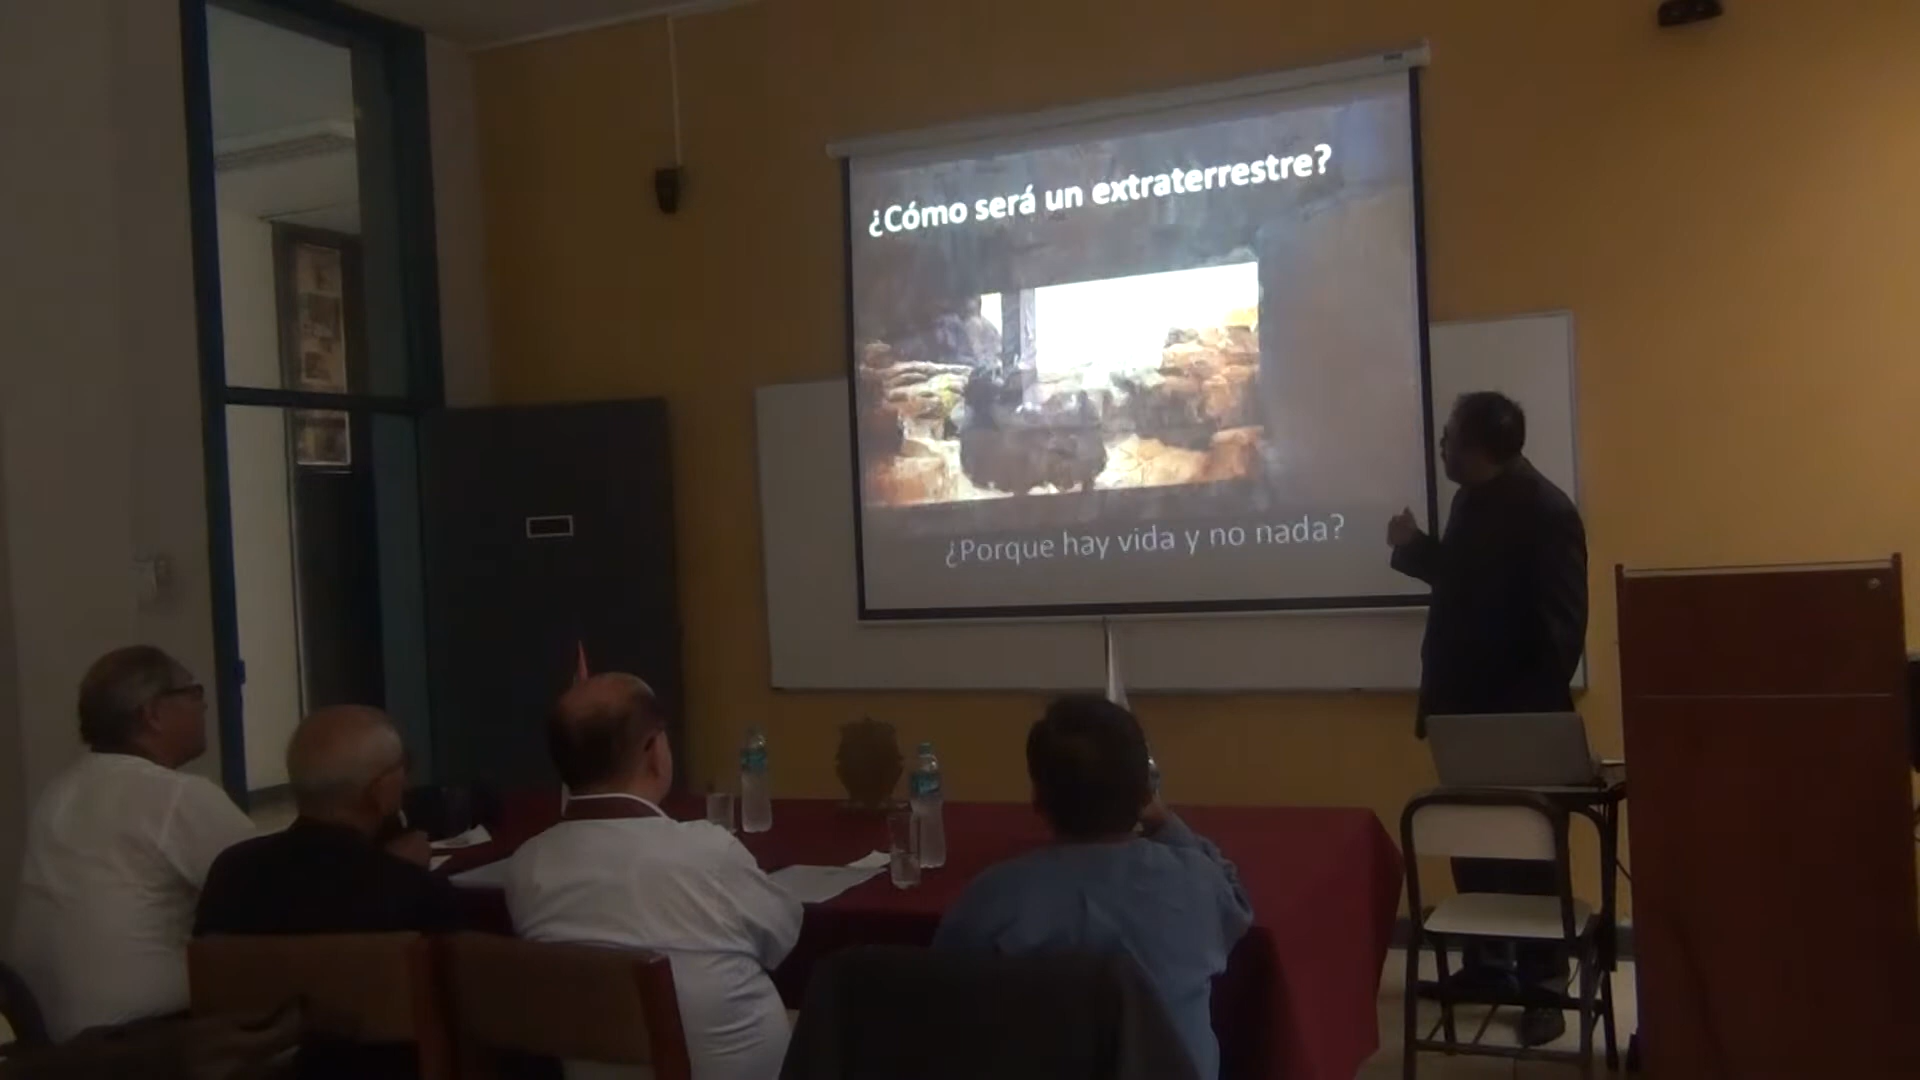 ¿Cómo será un extraterrestre?
¿Porque hay vida y no nada?